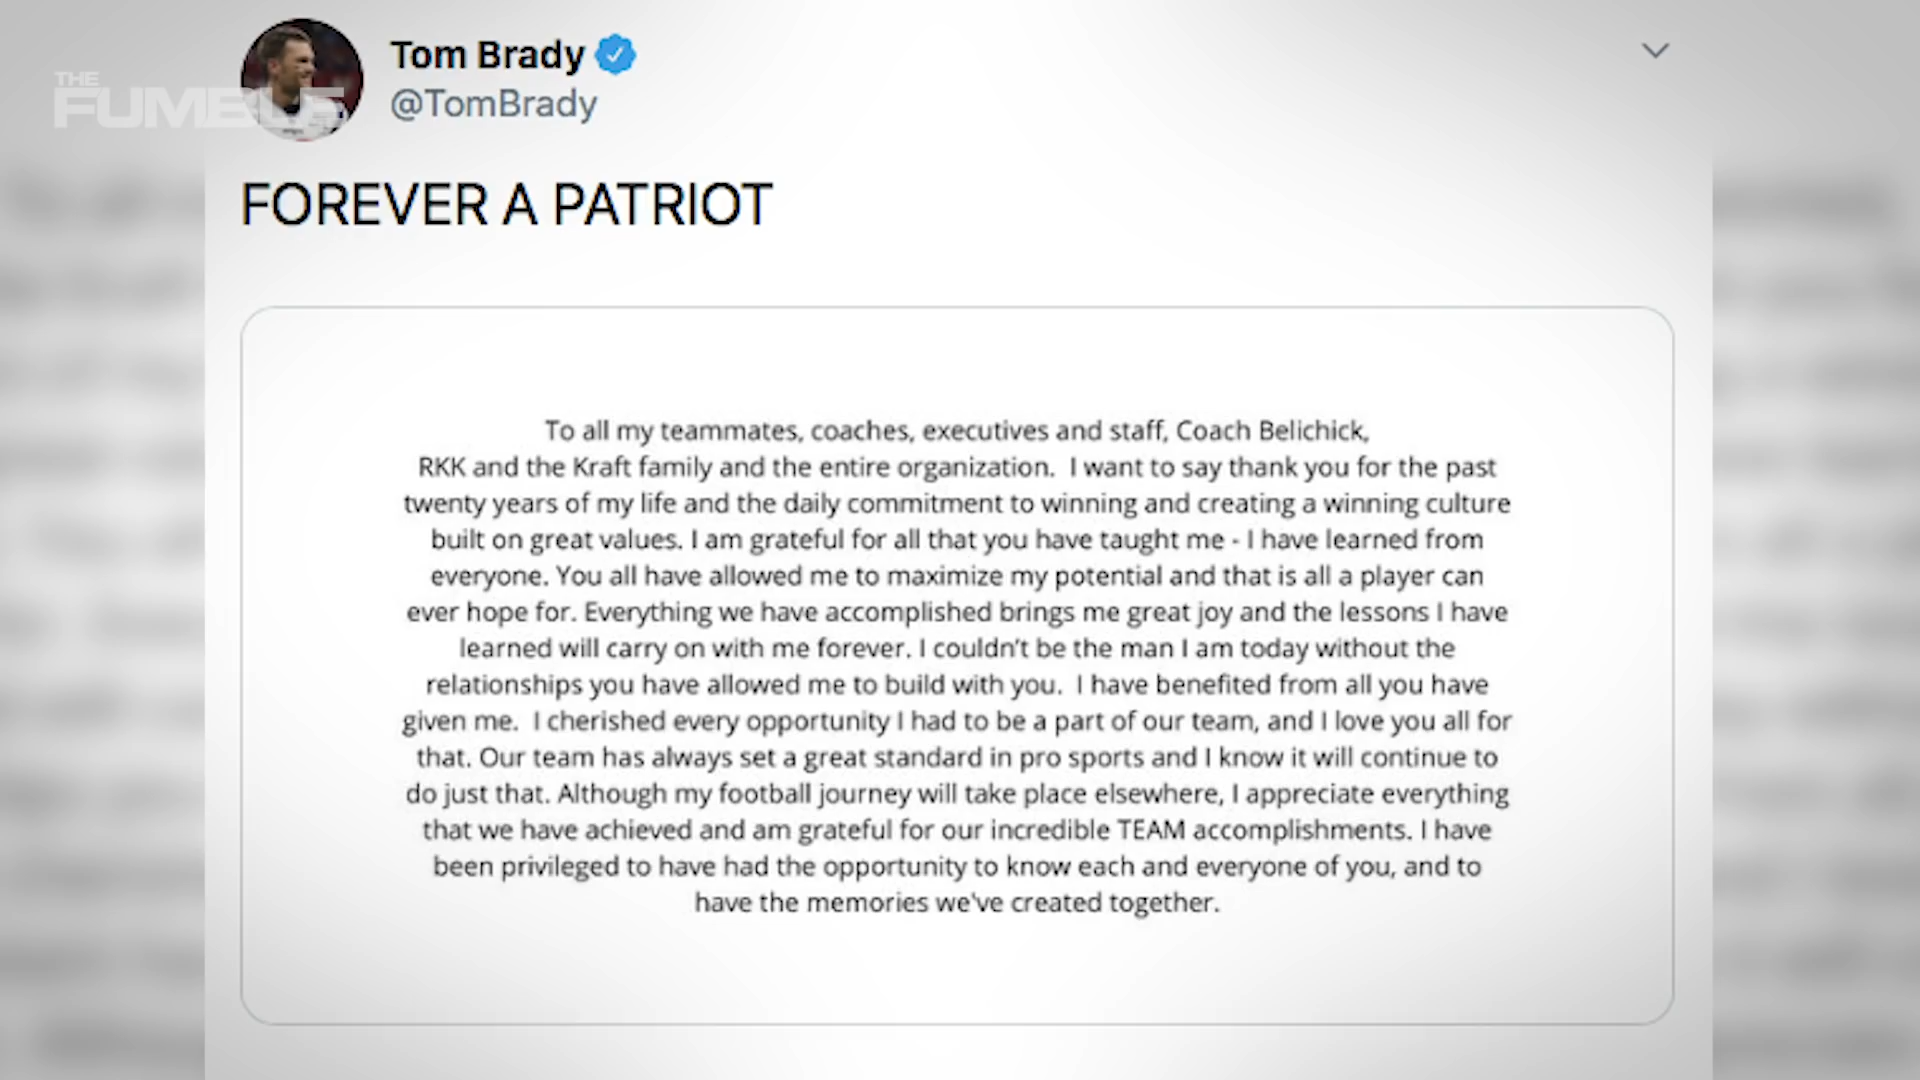 THE
FUMBLE
Tom Brady
@TomBrady
FOREVER A PATRIOT
To all my teammates, coaches, executives and staff, Coach Belichick,
RKK and the Kraft family and the entire organization.  I want to say thank you for the past
twenty years of my life and the daily commitment to winning and creating a winning culture
built on great values. I am grateful for all that you have taught me - I have learned from
everyone. You all have allowed me to maximize my potential and that is all a player can
ever hope for. Everything we have accomplished brings me great joy and the lessons I have
learned will carry on with me forever. I couldn’t be the man I am today without the
relationships you have allowed me to build with you.  I have benefited from all you have
given me.  I cherished every opportunity I had to be a part of our team, and I love you all for
that. Our team has always set a great standard in pro sports and I know it will continue to
do just that. Although my football journey will take place elsewhere, I appreciate everything
that we have achieved and am grateful for our incredible TEAM accomplishments. I have
been privileged to have had the opportunity to know each and everyone of you, and to
have the memories we've created together.